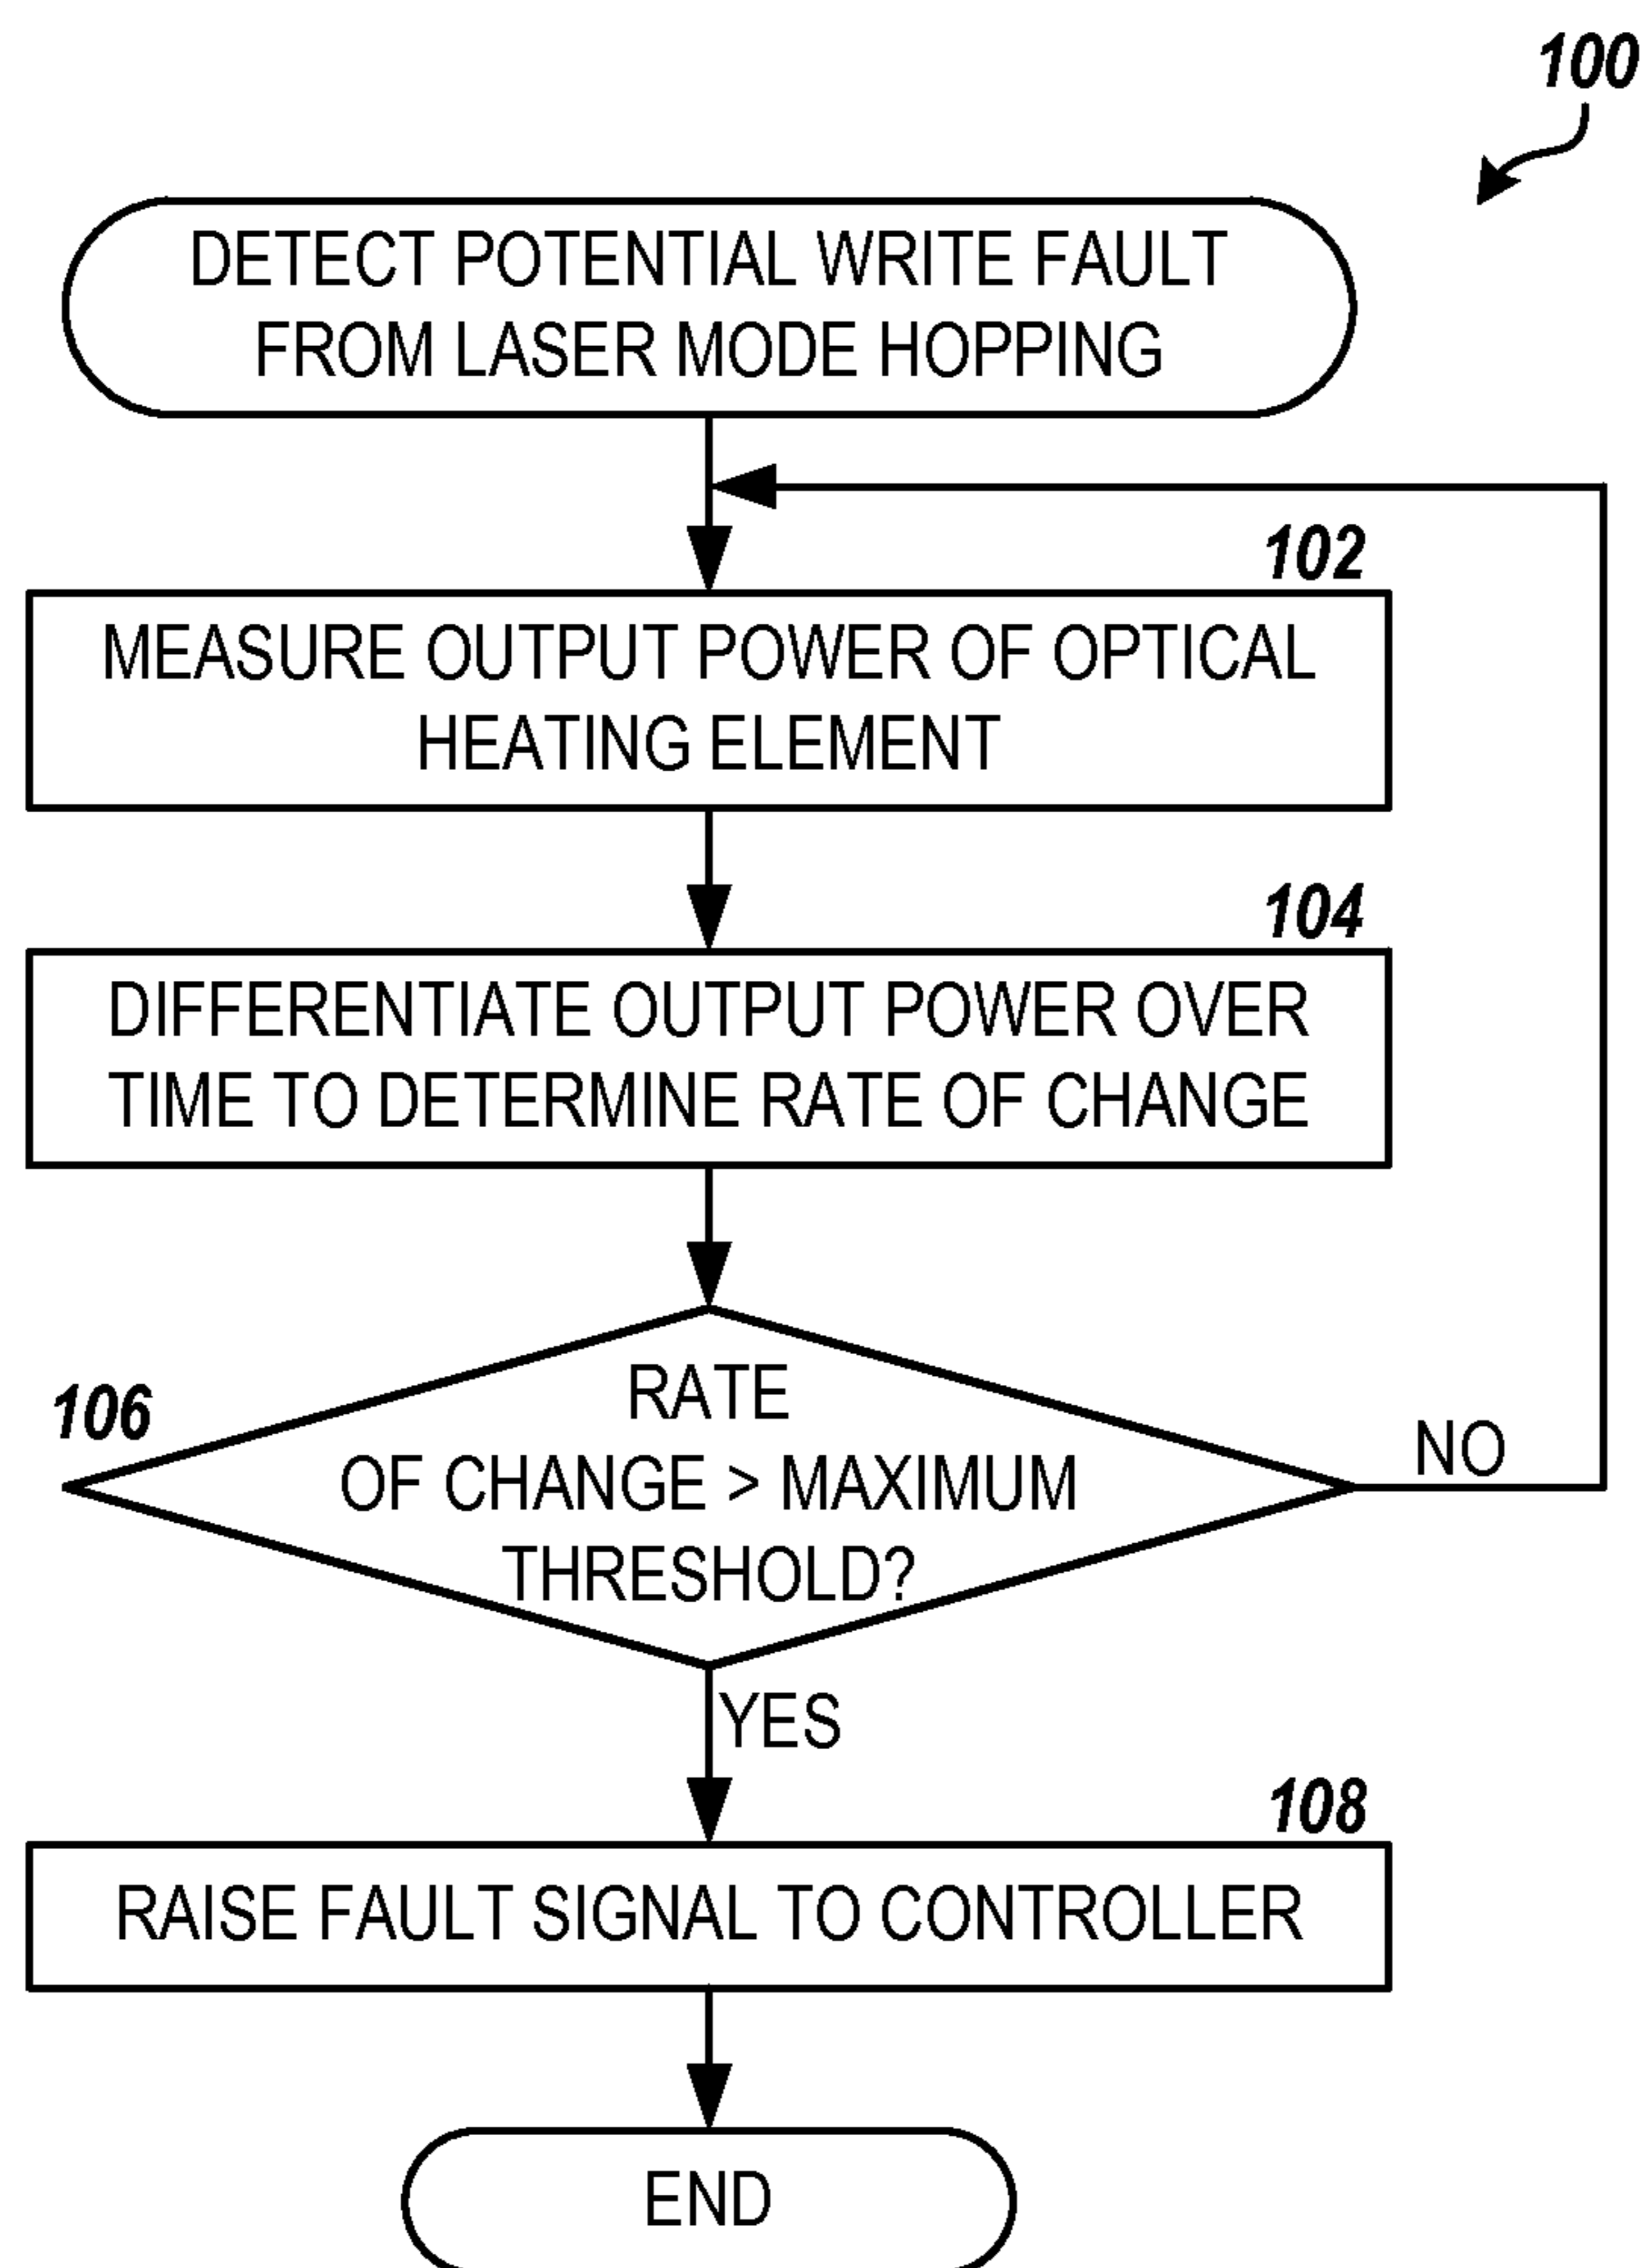 100
DETECT POTENTIAL WRITE FAULT
FROM LASER MODE HOPPING
102
MEASURE OUTPUT POWER OF OPTICAL
HEATING ELEMENT
104
DIFFERENTIATE OUTPUT POWER OVER
TIME TO DETERMINE RATE OF CHANGE
106
RATE
OF CHANGE > MAXIMUM
THRESHOLD?
NO
YES
108
RAISE FAULT SIGNAL TO CONTROLLER
END